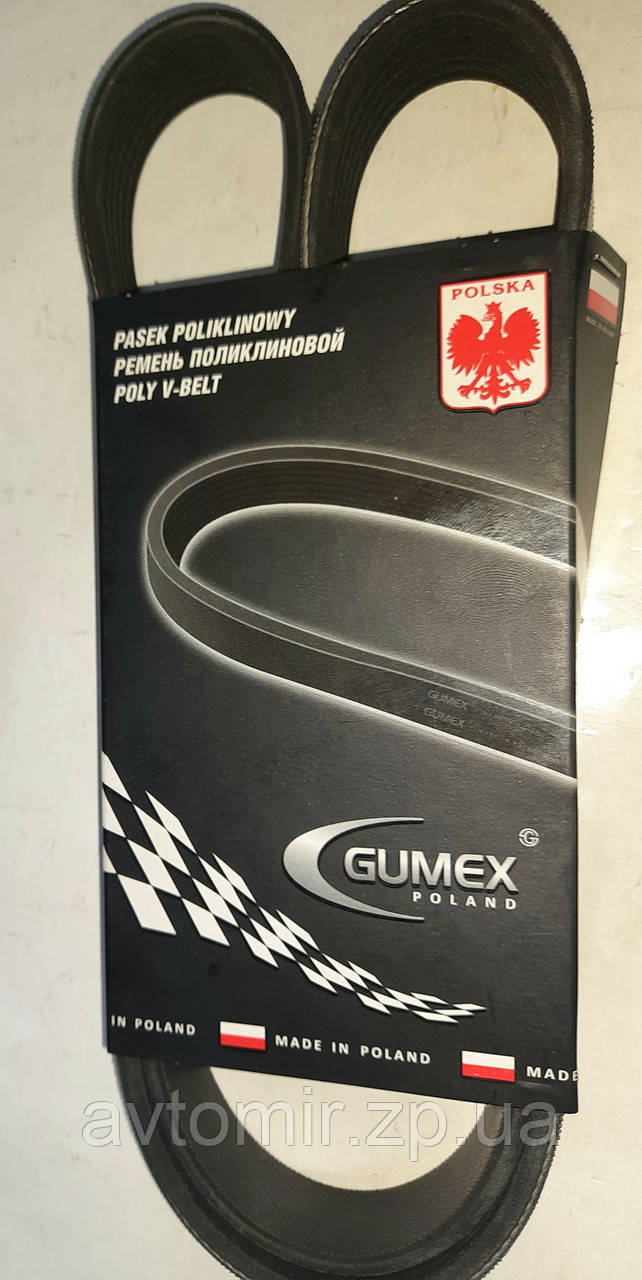 POLSKA
PASEK POLIKLINOWY
РЕМЕНЬ ПОЛИКЛИНОВОЙ
POLY V-BELT
GUMEX
GUMEX
GUMEX
POLAND
IN POLAND
MADE IN POLAND
MADE
avtomir.zp.ua